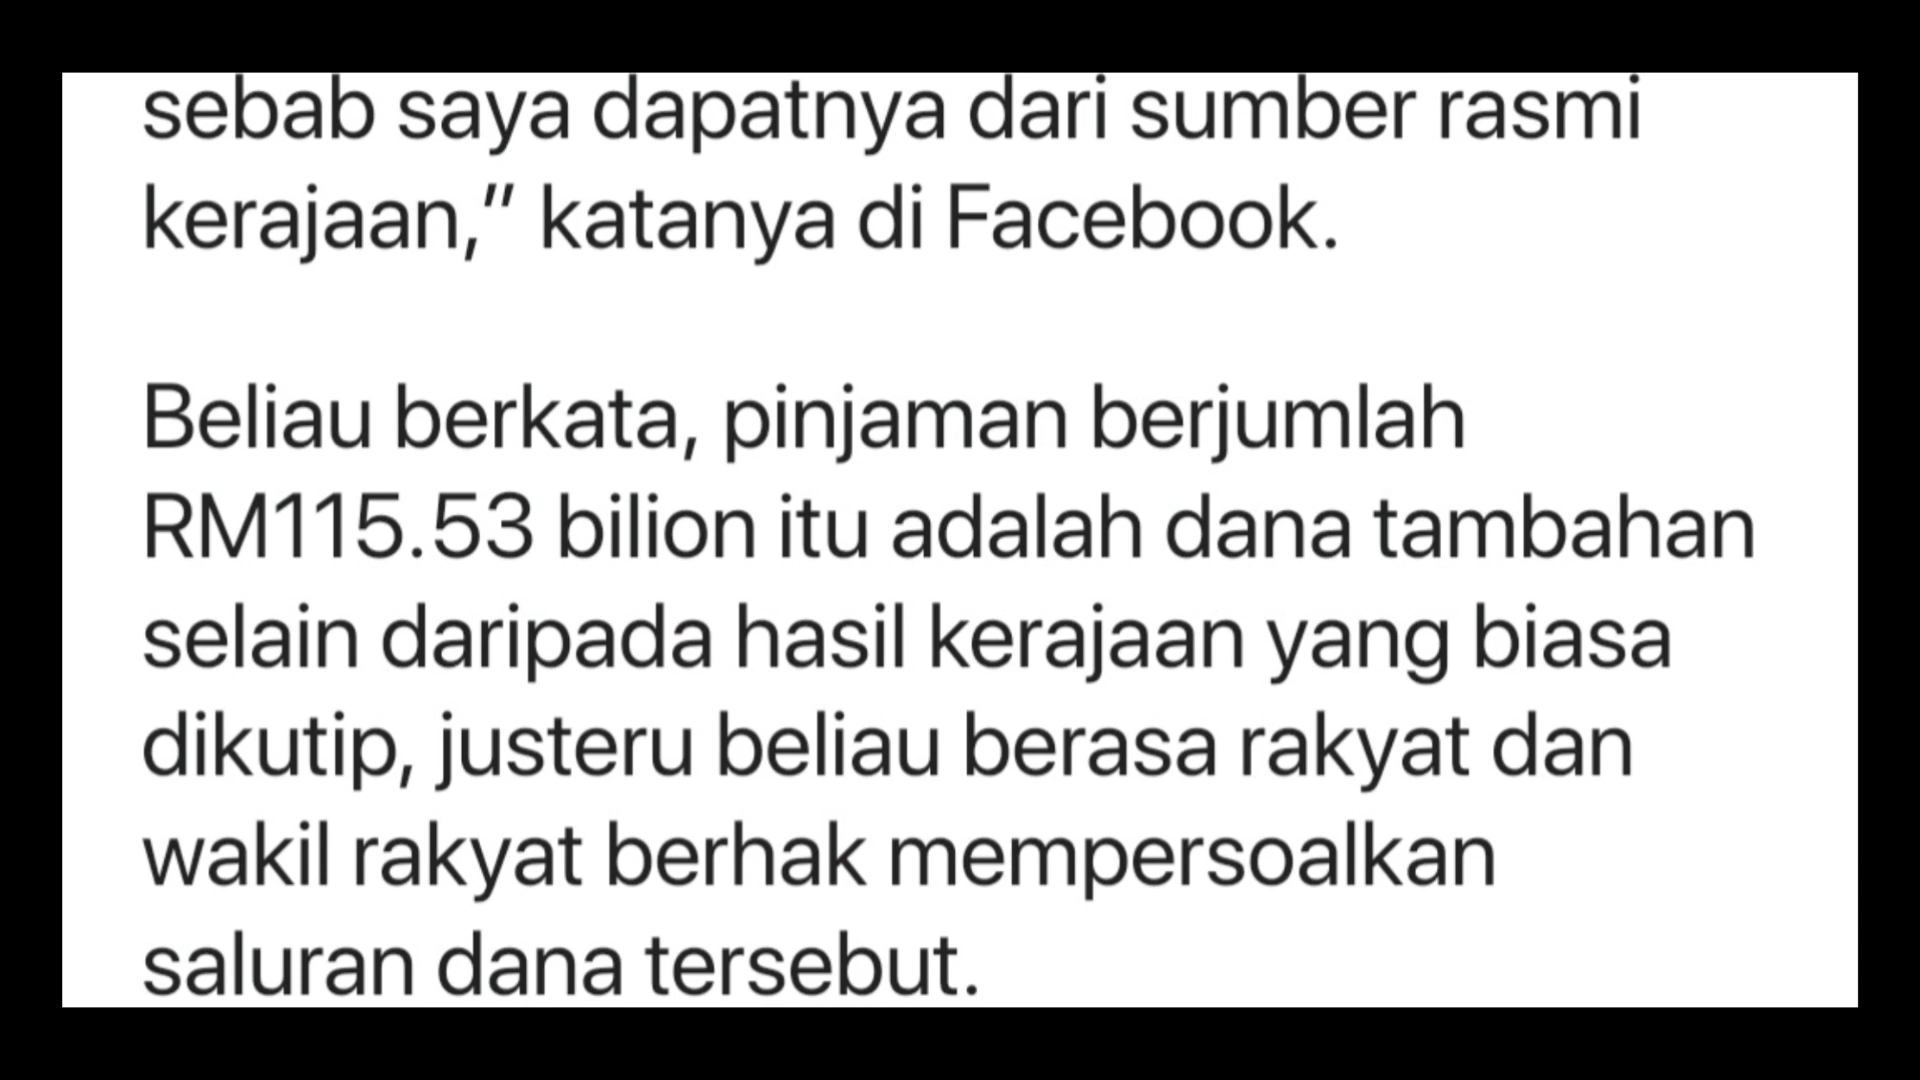 sebab saya dapatnya dari sumber rasmi
kerajaan,” katanya di Facebook.
Beliau berkata, pinjaman berjumlah
RM115.53 bilion itu adalah dana tambahan
selain daripada hasil kerajaan yang biasa
dikutip, justeru beliau berasa rakyat dan
wakil rakyat berhak mempersoalkan
saluran dana tersebut.